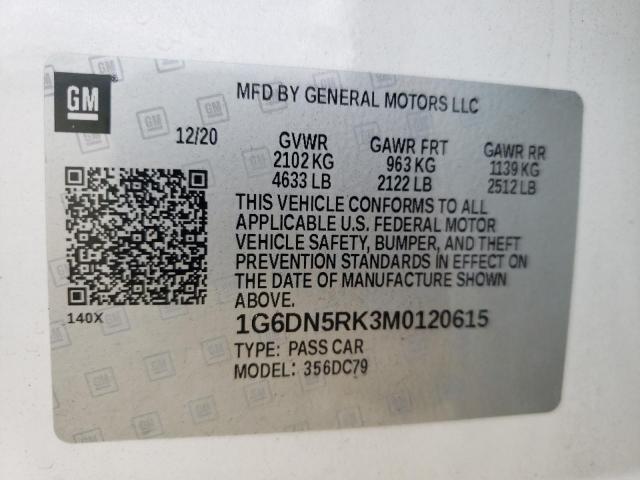 GM
MFD BY GENERAL MOTORS LLC
12/20 GVWR GAWR FRT GAWR RR
2102 KG 963 KG 1139 KG
4633 LB 2122 LB 2512 LB
THIS VEHICLE CONFORMS TO ALL
APPLICABLE U.S. FEDERAL MOTOR
VEHICLE SAFETY, BUMPER, AND THEFT
PREVENTION STANDARDS IN EFFECT ON
THE DATE OF MANUFACTURE SHOWN
ABOVE.
140X
1G6DN5RK3M0120615
TYPE: PASS CAR
MODEL: 356DC79